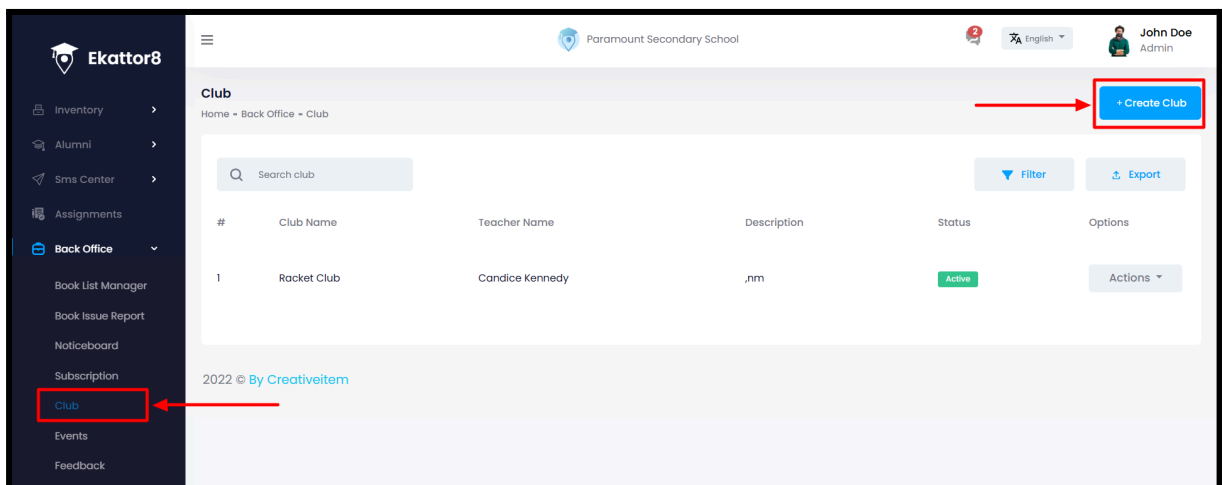 Ekattor8
Inventory
Alumni
Sms Center
Assignments
Back Office
Book List Manager
Book Issue Report
Noticeboard
Subscription
Club
Events
Feedback
Paramount Secondary School
2
English
John Doe
Admin
Club
Home - Back Office - Club
+ Create Club
Search club
Filter
Export
# Club Name Teacher Name Description Status Options
1 Racket Club Candice Kennedy ,nm Active Actions
2022 © By Creativeitem